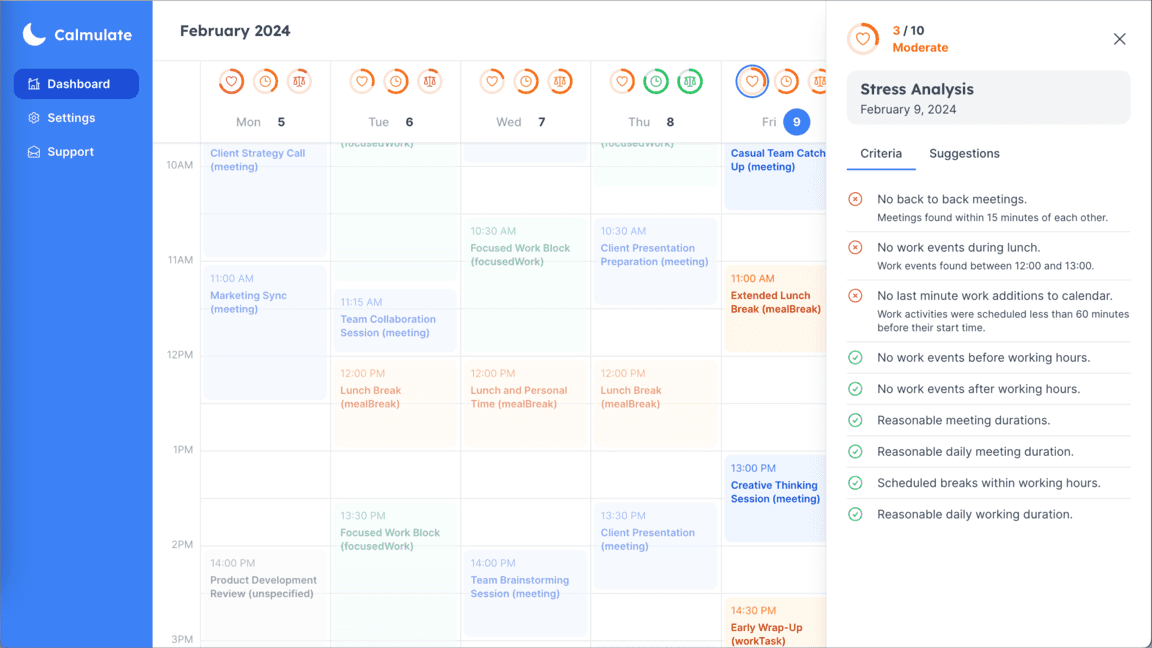 Calmulate
Dashboard
Settings
Support
February 2024
Mon 5
Tue 6
Wed 7
Thu 8
Fri 9
10AM
11AM
12PM
1PM
2PM
3PM
Client Strategy Call
(meeting)
11:00 AM
Marketing Sync
(meeting)
14:00 PM
Product Development
Review (unspecified)
(focusedWork)
11:15 AM
Team Collaboration
Session (meeting)
12:00 PM
Lunch Break
(mealBreak)
13:30 PM
Focused Work Block
(focusedWork)
10:30 AM
Focused Work Block
(focusedWork)
12:00 PM
Lunch and Personal
Time (mealBreak)
14:00 PM
Team Brainstorming
Session (meeting)
(focusedWork)
10:30 AM
Client Presentation
Preparation (meeting)
12:00 PM
Lunch Break
(mealBreak)
13:30 PM
Client Presentation
(meeting)
Casual Team Catch
Up (meeting)
11:00 AM
Extended Lunch
Break (mealBreak)
13:00 PM
Creative Thinking
Session (meeting)
14:30 PM
Early Wrap-Up
(workTask)
3 / 10
Moderate
Stress Analysis
February 9, 2024
Criteria
Suggestions
No back to back meetings.
Meetings found within 15 minutes of each other.
No work events during lunch.
Work events found between 12:00 and 13:00.
No last minute work additions to calendar.
Work activities were scheduled less than 60 minutes
before their start time.
No work events before working hours.
No work events after working hours.
Reasonable meeting durations.
Reasonable daily meeting duration.
Scheduled breaks within working hours.
Reasonable daily working duration.